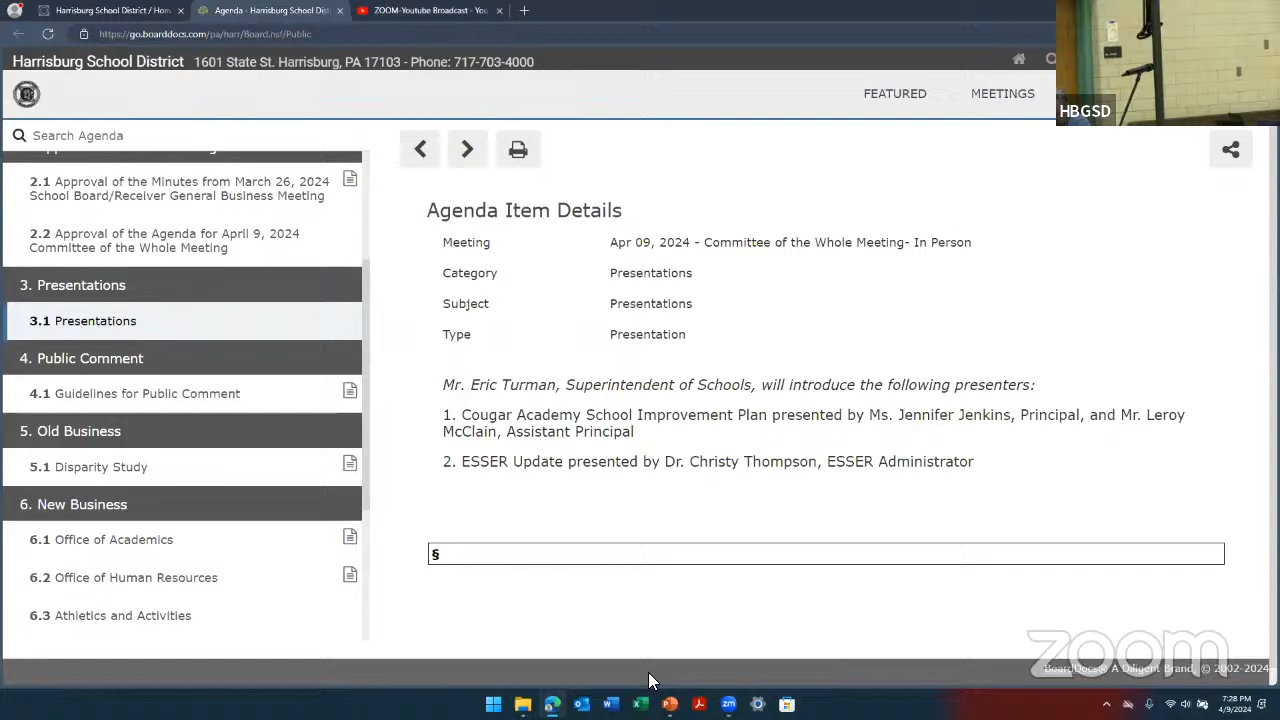 Harrisburg School District / Hom
Agenda - Harrisburg School Distri
ZOOM-Youtube Broadcast - You
https://go.boarddocs.com/pa/harr/Board.nsf/Public
Harrisburg School District 1601 State St. Harrisburg, PA 17103 - Phone: 717-703-4000
FEATURED MEETINGS
HBGSD
Search Agenda
2.1 Approval of the Minutes from March 26, 2024
School Board/Receiver General Business Meeting
2.2 Approval of the Agenda for April 9, 2024
Committee of the Whole Meeting
3. Presentations
3.1 Presentations
4. Public Comment
4.1 Guidelines for Public Comment
5. Old Business
5.1 Disparity Study
6. New Business
6.1 Office of Academics
6.2 Office of Human Resources
6.3 Athletics and Activities
Agenda Item Details
Meeting Apr 09, 2024 - Committee of the Whole Meeting- In Person
Category Presentations
Subject Presentations
Type Presentation
Mr. Eric Turman, Superintendent of Schools, will introduce the following presenters:
1. Cougar Academy School Improvement Plan presented by Ms. Jennifer Jenkins, Principal, and Mr. Leroy
McClain, Assistant Principal
2. ESSER Update presented by Dr. Christy Thompson, ESSER Administrator
§
zoom
BoardDocs® A Diligent Brand, © 2002-2024
7:28 PM
4/9/2024